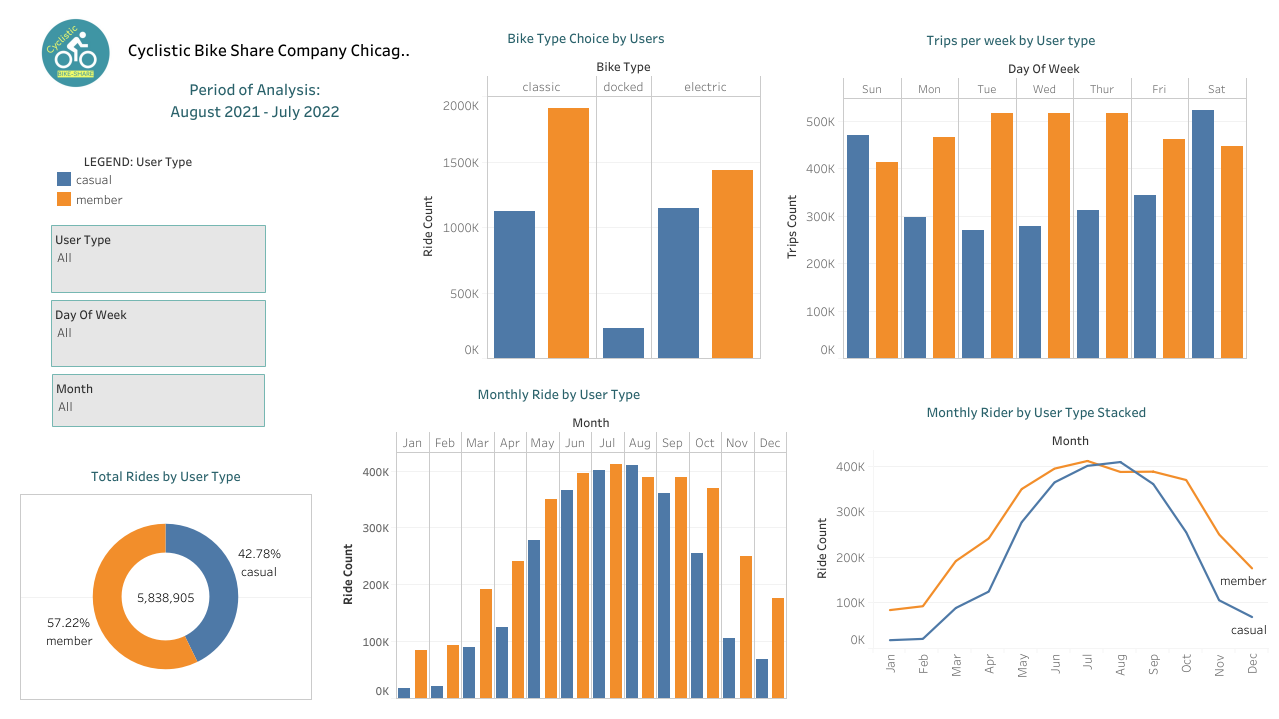 Cyclistic
BIKE-SHARE
Cyclistic Bike Share Company Chicag..
Period of Analysis:
August 2021 - July 2022
LEGEND: User Type
casual
member
User Type
All
Day Of Week
All
Month
All
Total Rides by User Type
42.78%
casual
5,838,905
57.22%
member
Bike Type Choice by Users
Bike Type
classic docked electric
2000K
1500K
1000K
500K
0K
Ride Count
Trips per week by User type
Day Of Week
Sun Mon Tue Wed Thur Fri Sat
500K
400K
300K
200K
100K
0K
Trips Count
Monthly Ride by User Type
Month
Jan Feb Mar Apr May Jun Jul Aug Sep Oct Nov Dec
400K
300K
200K
100K
0K
Ride Count
Monthly Rider by User Type Stacked
Month
400K
300K
200K
100K
0K
Ride Count
member
casual
Jan Feb Mar Apr May Jun Jul Aug Sep Oct Nov Dec